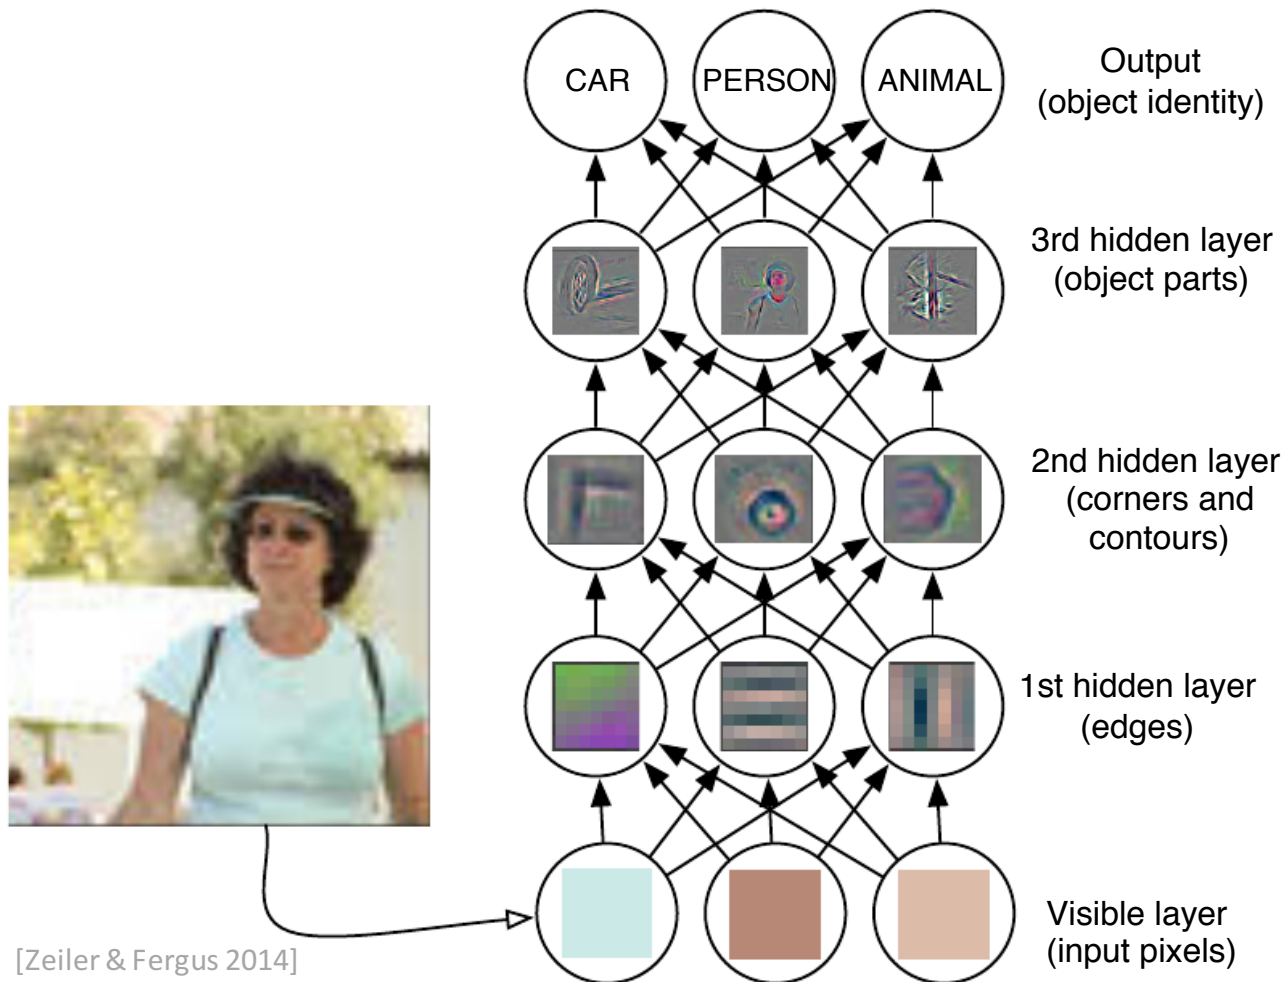 CAR
PERSON
ANIMAL
Output
(object identity)
3rd hidden layer
(object parts)
2nd hidden layer
(corners and
contours)
1st hidden layer
(edges)
Visible layer
(input pixels)
[Zeiler & Fergus 2014]